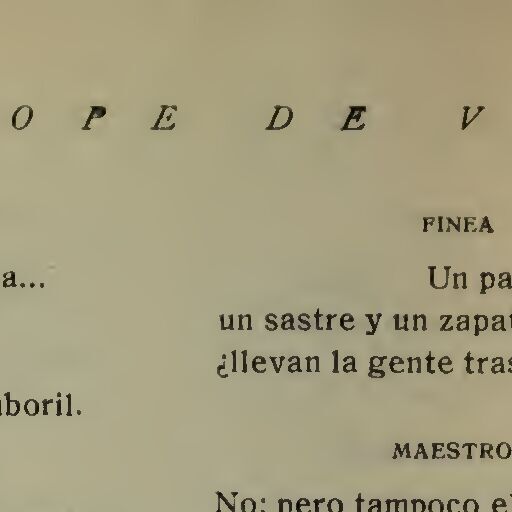 O P E D E V
a...
boril.
FINEA
Un pa
un sastre y un zapat
¿llevan la gente tras
MAESTRO
No; pero tampoco el